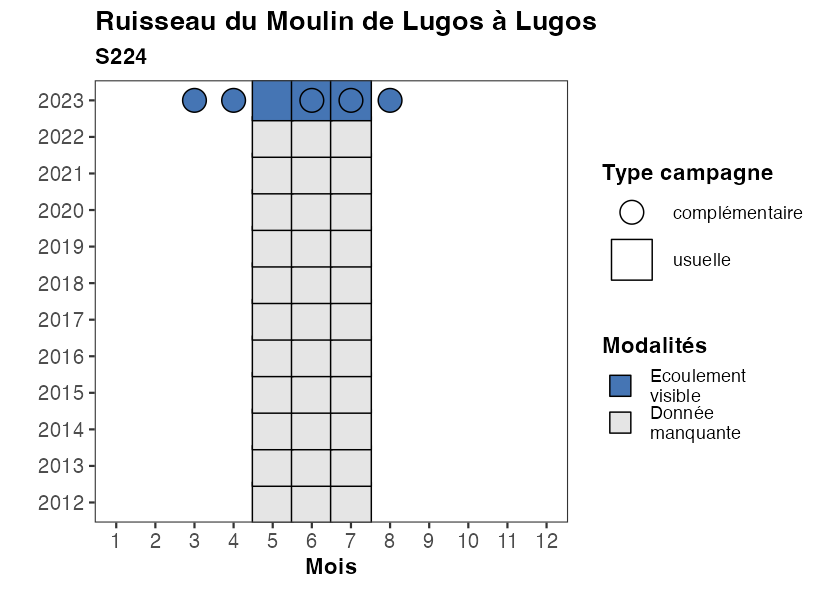 Ruisseau du Moulin de Lugos à Lugos
S224
2023
2022
2021
2020
2019
2018
2017
2016
2015
2014
2013
2012
1 2 3 4 5 6 7 8 9 10 11 12
Mois
Type campagne
complémentaire
usuelle
Modalités
Ecoulement
visible
Donnée
manquante